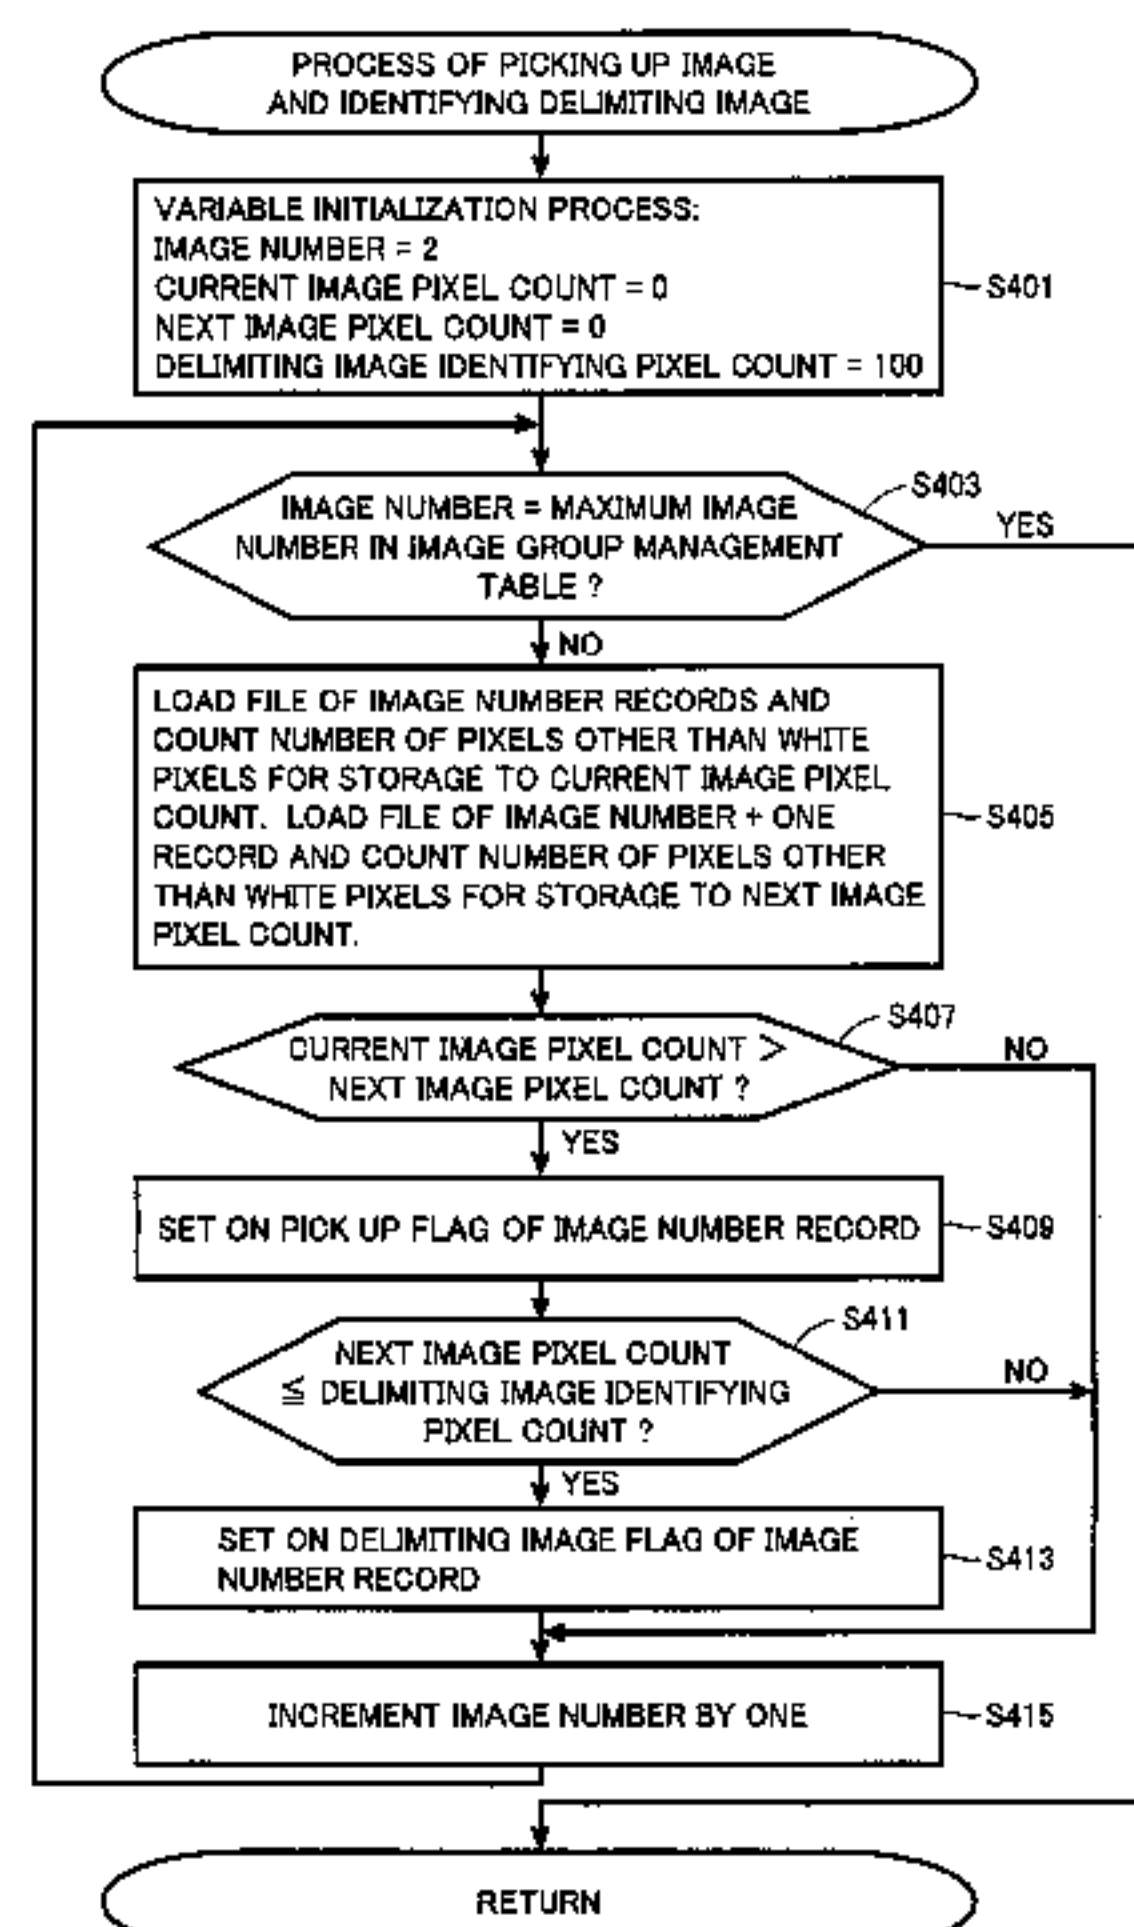 PROCESS OF PICKING UP IMAGE
AND IDENTIFYING DELIMITING IMAGE
VARIABLE INITIALIZATION PROCESS:
IMAGE NUMBER = 2
CURRENT IMAGE PIXEL COUNT = 0
NEXT IMAGE PIXEL COUNT = 0
DELIMITING IMAGE IDENTIFYING PIXEL COUNT = 100
S401
S403
IMAGE NUMBER = MAXIMUM IMAGE
NUMBER IN IMAGE GROUP MANAGEMENT
TABLE ?
YES
NO
LOAD FILE OF IMAGE NUMBER RECORDS AND
COUNT NUMBER OF PIXELS OTHER THAN WHITE
PIXELS FOR STORAGE TO CURRENT IMAGE PIXEL
COUNT. LOAD FILE OF IMAGE NUMBER + ONE
RECORD AND COUNT NUMBER OF PIXELS OTHER
THAN WHITE PIXELS FOR STORAGE TO NEXT IMAGE
PIXEL COUNT.
S405
S407
CURRENT IMAGE PIXEL COUNT >
NEXT IMAGE PIXEL COUNT ?
NO
YES
SET ON PICK UP FLAG OF IMAGE NUMBER RECORD
S409
S411
NEXT IMAGE PIXEL COUNT
≦ DELIMITING IMAGE IDENTIFYING
PIXEL COUNT ?
NO
YES
SET ON DELIMITING IMAGE FLAG OF IMAGE
NUMBER RECORD
S413
INCREMENT IMAGE NUMBER BY ONE
S415
RETURN